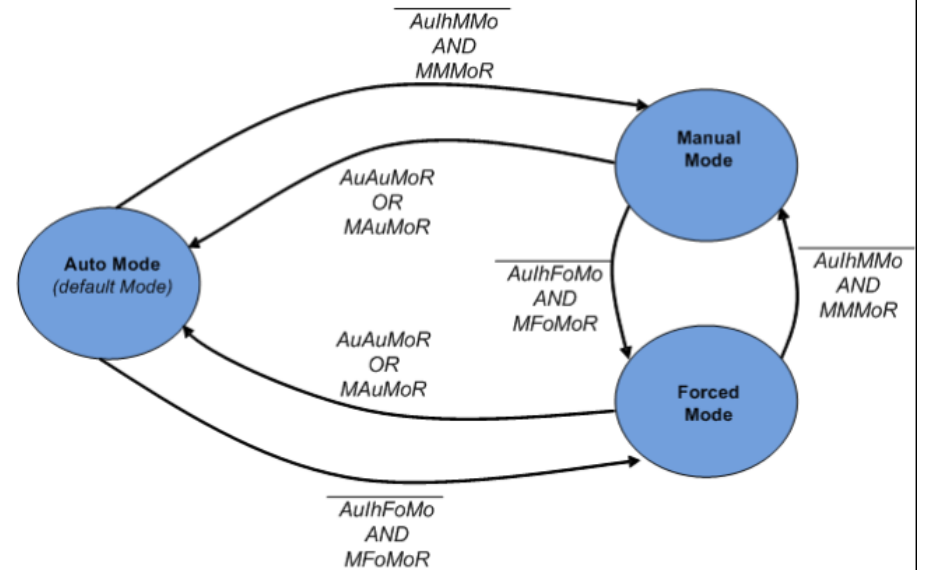 AuIhMMo
AND
MMMoR
Manual
Mode
AuAuMoR
OR
MAuMoR
Auto Mode
(default Mode)
AuIhFoMo
AND
MFoMoR
AuIhMMo
AND
MMMoR
AuAuMoR
OR
MAuMoR
Forced
Mode
AuIhFoMo
AND
MFoMoR